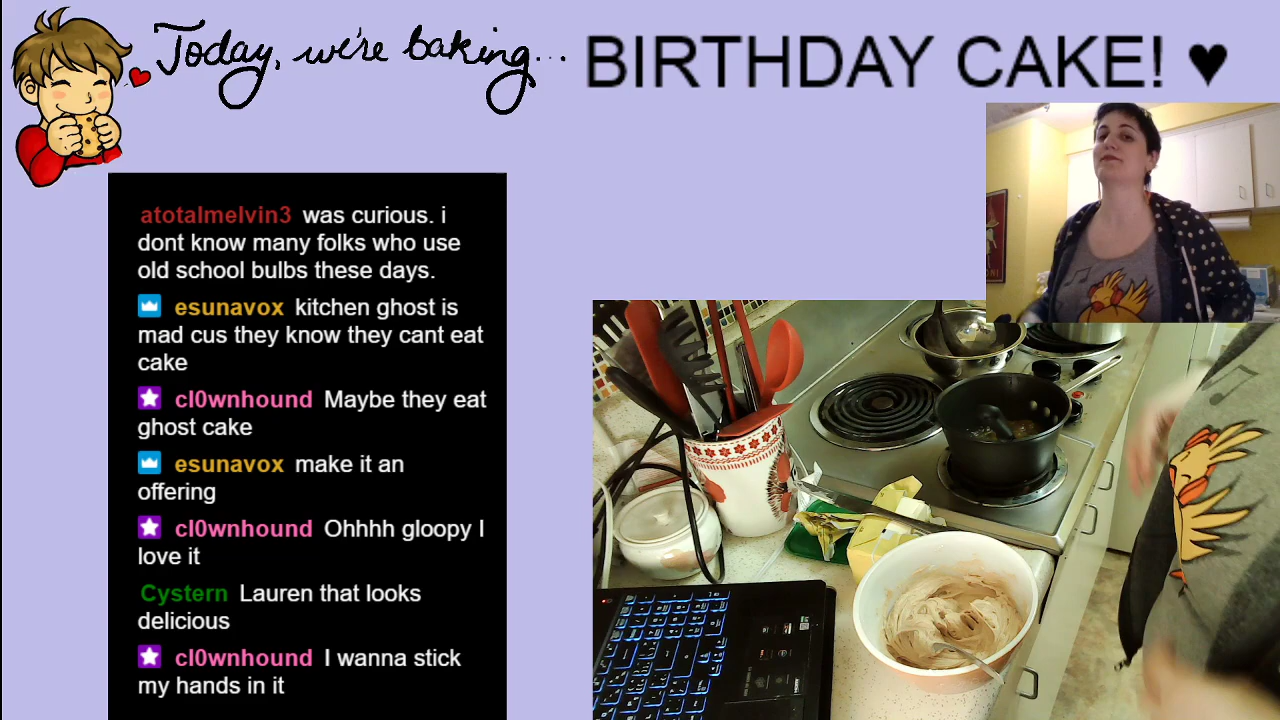 Today, we're baking... BIRTHDAY CAKE! ♥
atotalmelvin3 was curious. i
dont know many folks who use
old school bulbs these days.
esunavox kitchen ghost is
mad cus they know they cant eat
cake
cl0wnhound Maybe they eat
ghost cake
esunavox make it an
offering
cl0wnhound Ohhhh gloopy I
love it
Cystern Lauren that looks
delicious
cl0wnhound I wanna stick
my hands in it